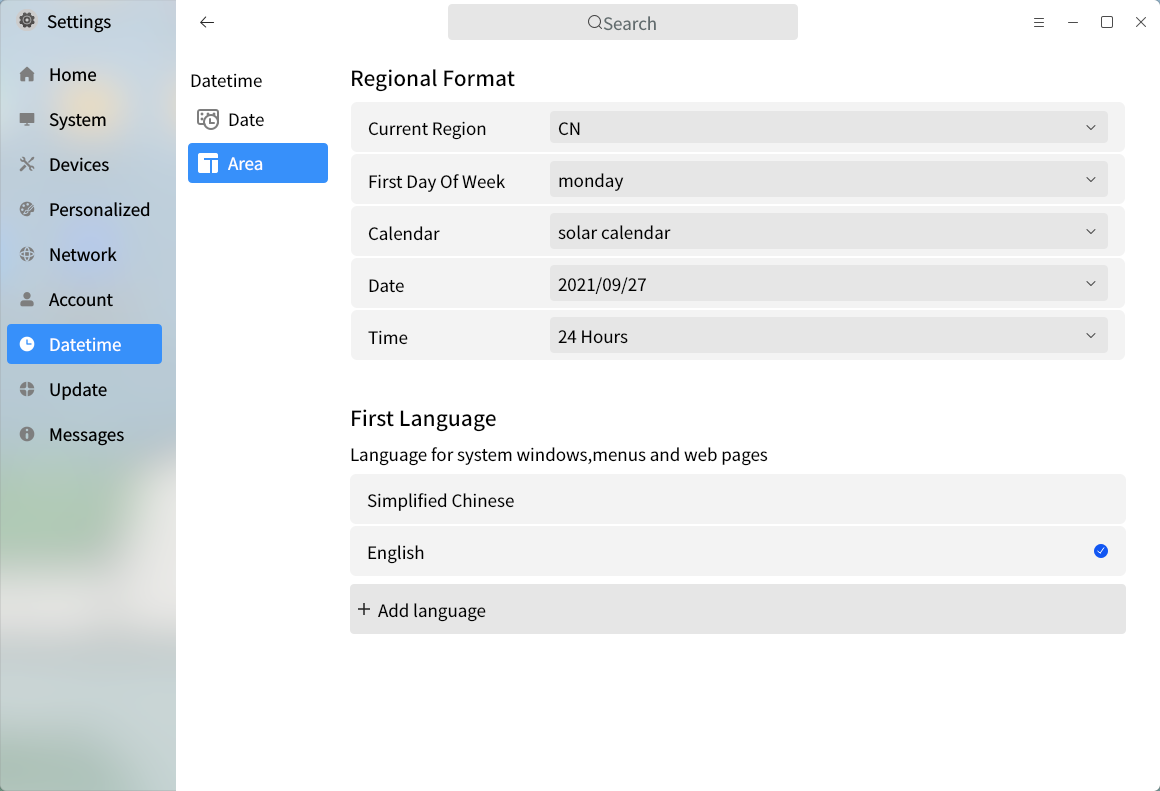 Settings
Search
Home
System
Devices
Personalized
Network
Account
Datetime
Update
Messages
Datetime
Date
Area
Regional Format
Current Region CN
First Day Of Week monday
Calendar solar calendar
Date 2021/09/27
Time 24 Hours
First Language
Language for system windows,menus and web pages
Simplified Chinese
English
+ Add language